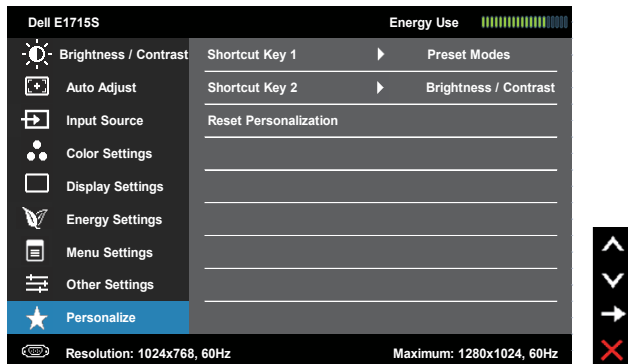 Dell E1715S Energy Use
Brightness / Contrast Shortcut Key 1 Preset Modes
Auto Adjust Shortcut Key 2 Brightness / Contrast
Input Source Reset Personalization
Color Settings
Display Settings
Energy Settings
Menu Settings
Other Settings
Personalize
Resolution: 1024x768, 60Hz Maximum: 1280x1024, 60Hz